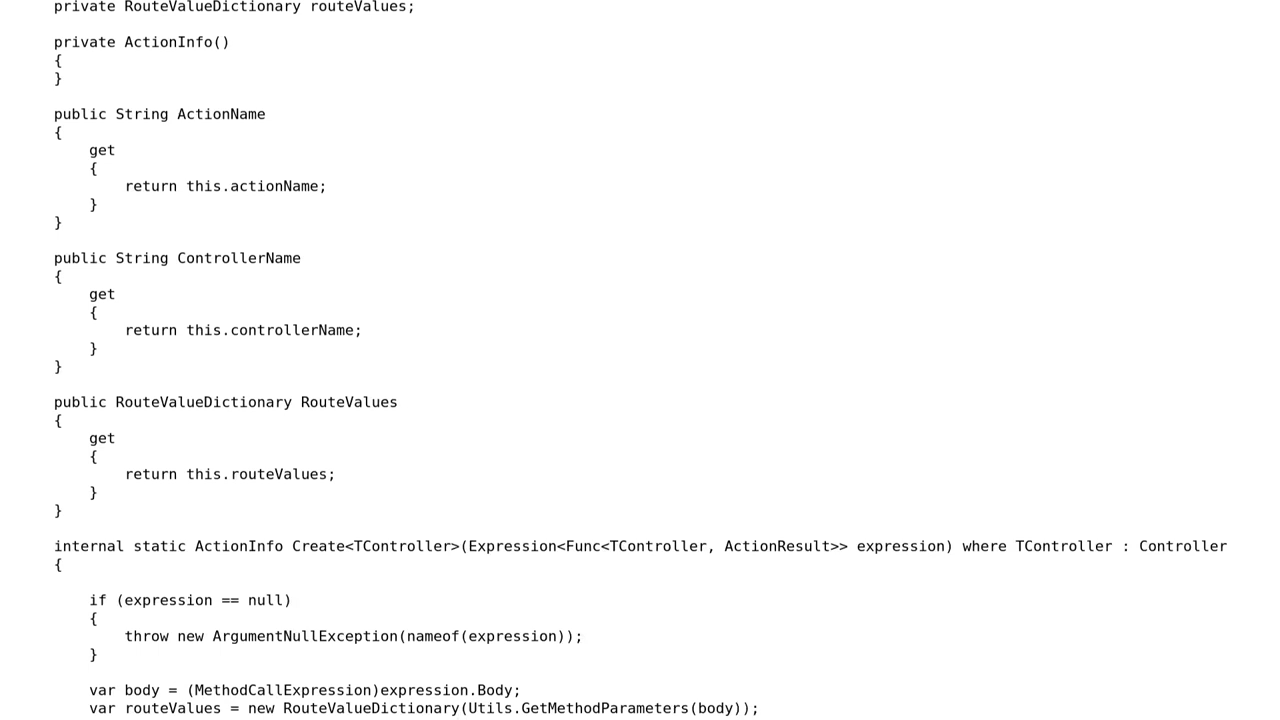 private RouteValueDictionary routeValues;
private ActionInfo()
{
}
public String ActionName
{
get
{
return this.actionName;
}
}
public String ControllerName
{
get
{
return this.controllerName;
}
}
public RouteValueDictionary RouteValues
{
get
{
return this.routeValues;
}
}
internal static ActionInfo Create<TController>(Expression<Func<TController, ActionResult>> expression) where TController : Controller
{
if (expression == null)
{
throw new ArgumentNullException(nameof(expression));
}
var body = (MethodCallExpression)expression.Body;
var routeValues = new RouteValueDictionary(Utils.GetMethodParameters(body));